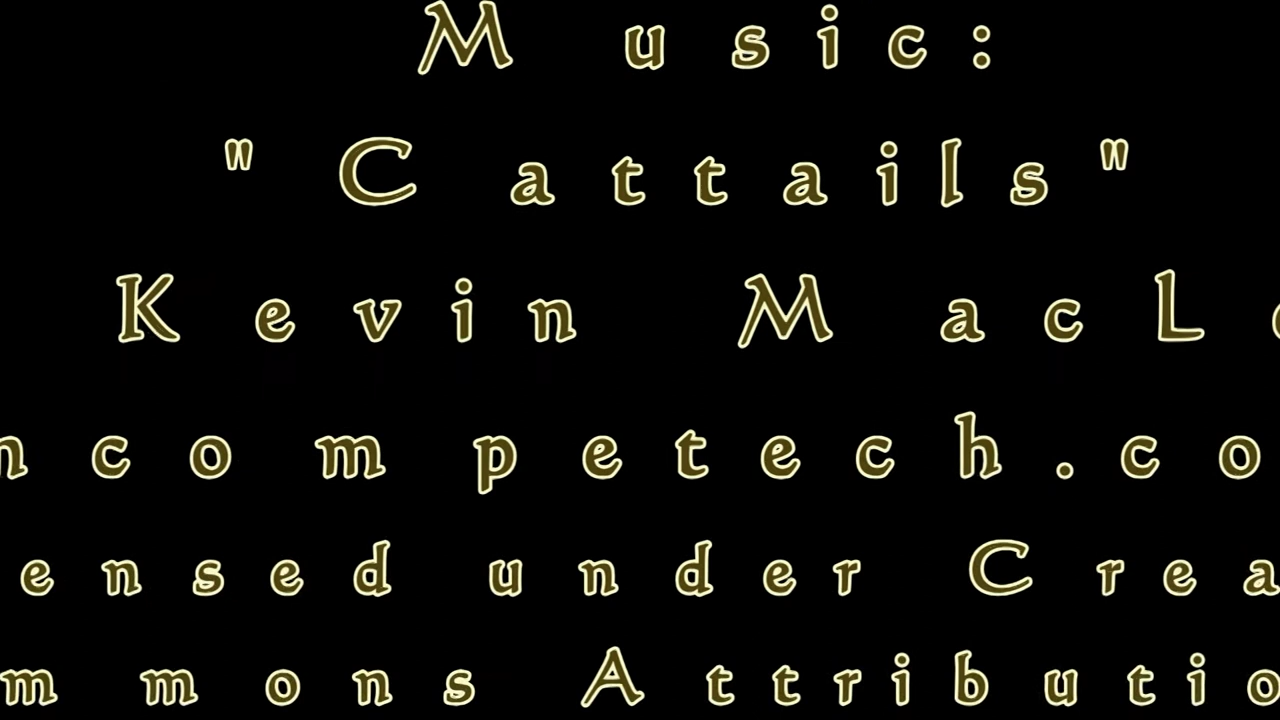 Music:
"Cattails"
Kevin MacL
ncompetech.co
ensed under Crea
mmons Attributio